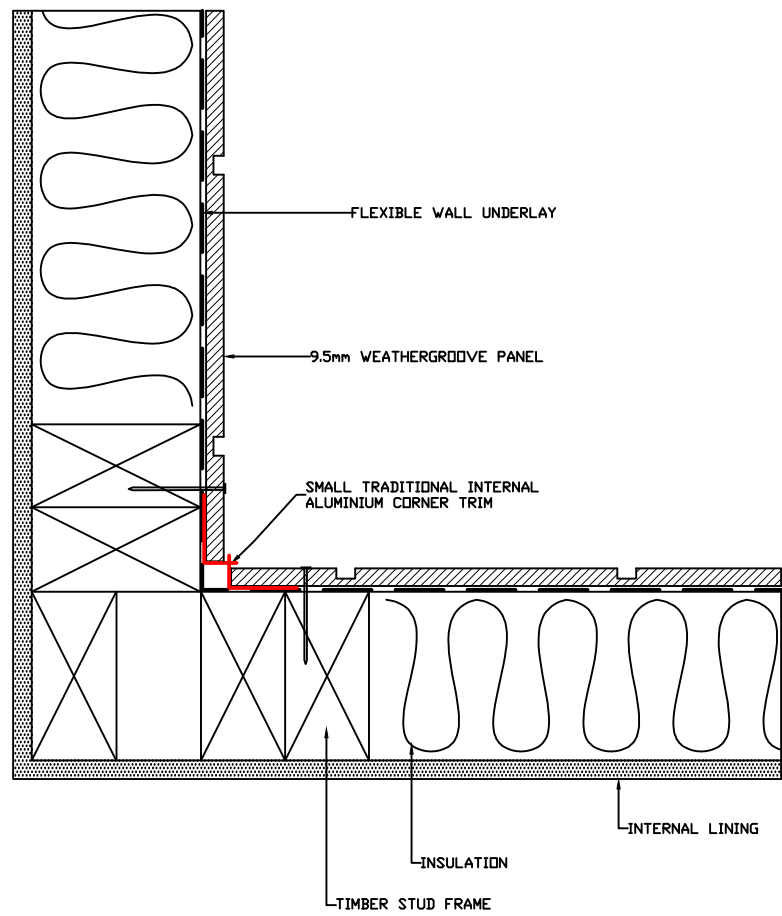 FLEXIBLE WALL UNDERLAY
9.5mm WEATHERGROOVE PANEL
SMALL TRADITIONAL INTERNAL
ALUMINIUM CORNER TRIM
INTERNAL LINING
INSULATION
TIMBER STUD FRAME